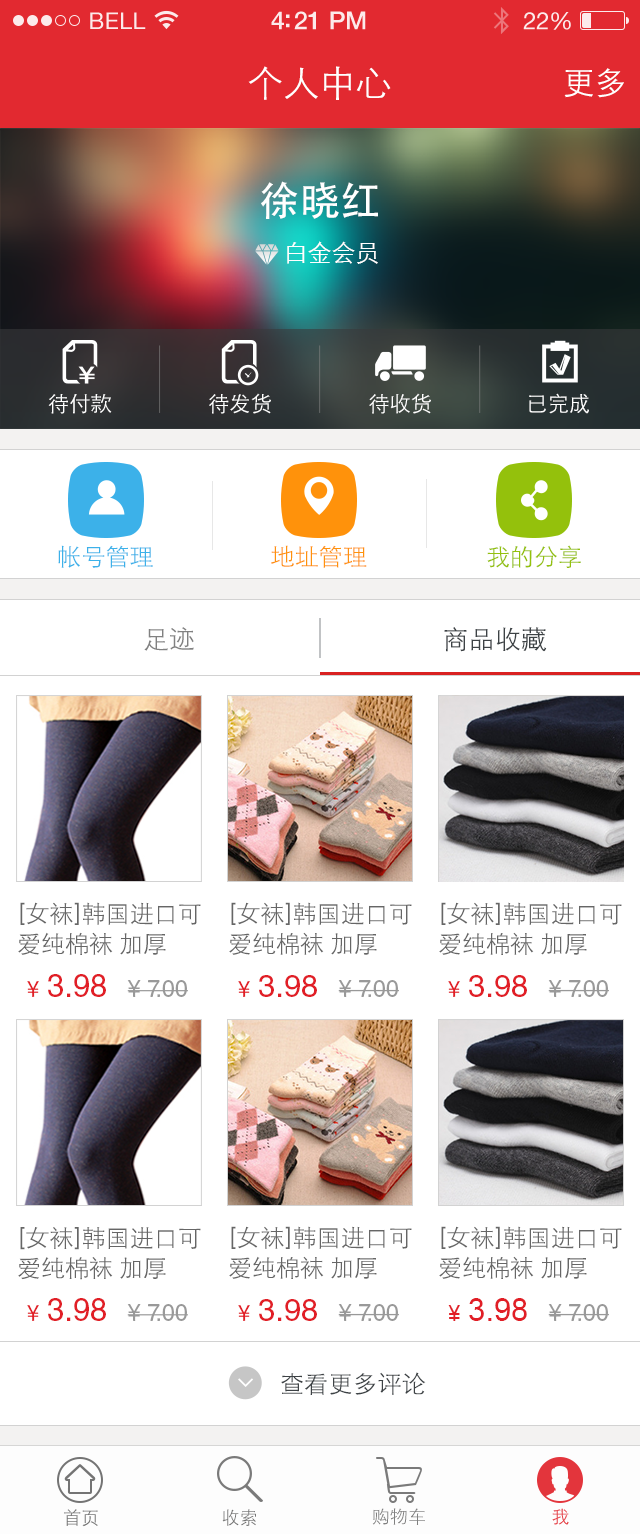 BELL 4:21 PM 22%
个人中心 更多
徐晓红
白金会员
待付款 待发货 待收货 已完成
帐号管理 地址管理 我的分享
足迹 商品收藏
[女袜]韩国进口可 [女袜]韩国进口可 [女袜]韩国进口可
爱纯棉袜 加厚 爱纯棉袜 加厚 爱纯棉袜 加厚
¥ 3.98 ¥ 7.00 ¥ 3.98 ¥ 7.00 ¥ 3.98 ¥ 7.00
[女袜]韩国进口可 [女袜]韩国进口可 [女袜]韩国进口可
爱纯棉袜 加厚 爱纯棉袜 加厚 爱纯棉袜 加厚
¥ 3.98 ¥ 7.00 ¥ 3.98 ¥ 7.00 ¥ 3.98 ¥ 7.00
查看更多评论
首页 收索 购物车 我